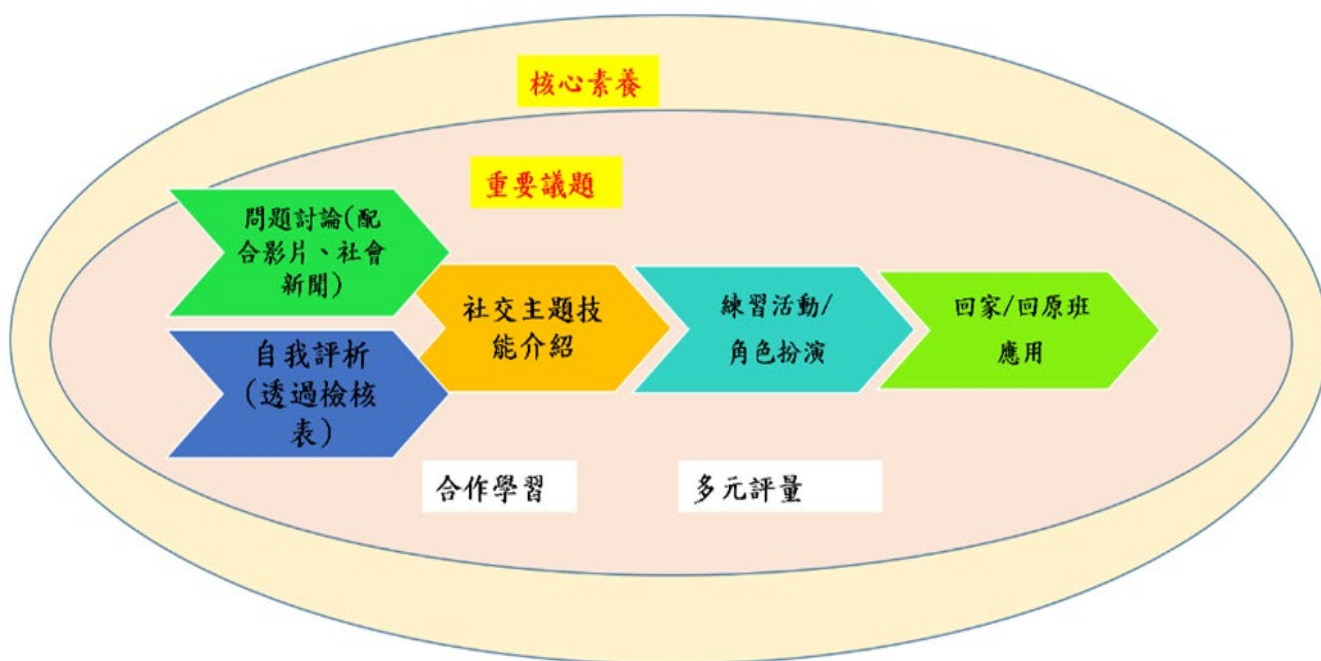 核心素養
重要議題
問題討論(配
合影片、社會
新聞)
自我評析
(透過檢核
表)
社交主題技
能介紹
練習活動/
角色扮演
回家/回原班
應用
合作學習
多元評量